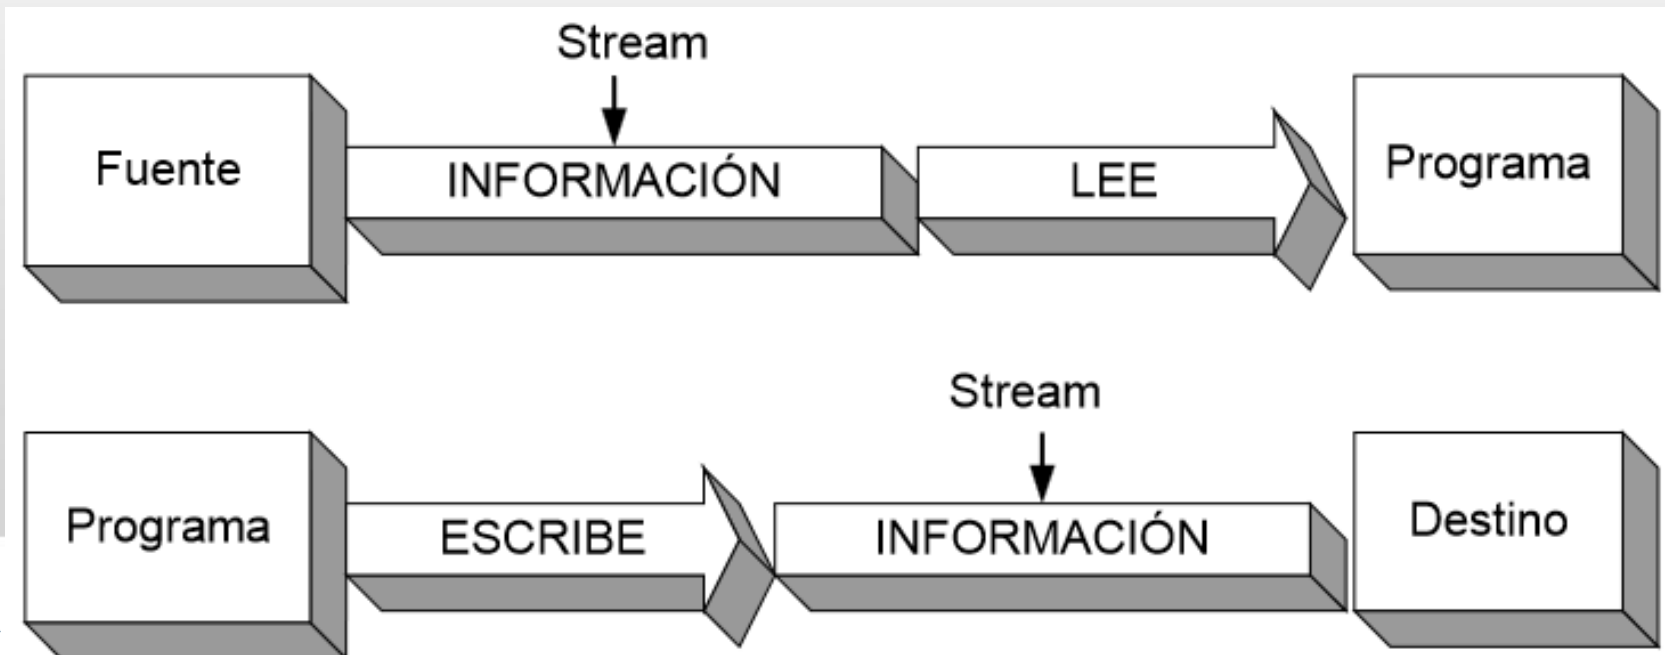 Stream
Fuente
INFORMACIÓN
LEE
Programa
Stream
Programa
ESCRIBE
INFORMACIÓN
Destino